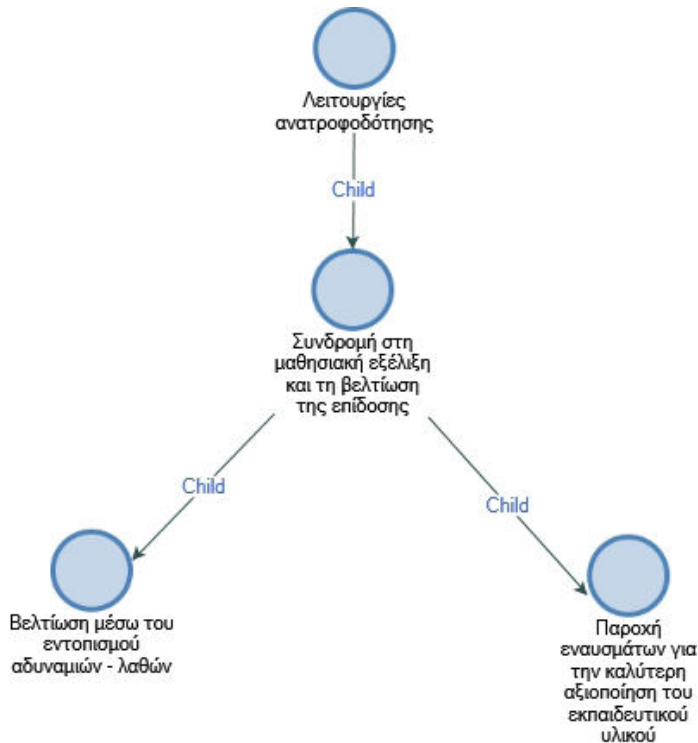 Λειτουργίες
ανατροφοδότησης
Child
Συνδρομή στη
μαθησιακή εξέλιξη
και τη βελτίωση
της επίδοσης
Child
Child
Βελτίωση μέσω του
εντοπισμού
αδυναμιών - λαθών
Παροχή
εναυσμάτων για
την καλύτερη
αξιοποίηση του
εκπαιδευτικού
υλικού